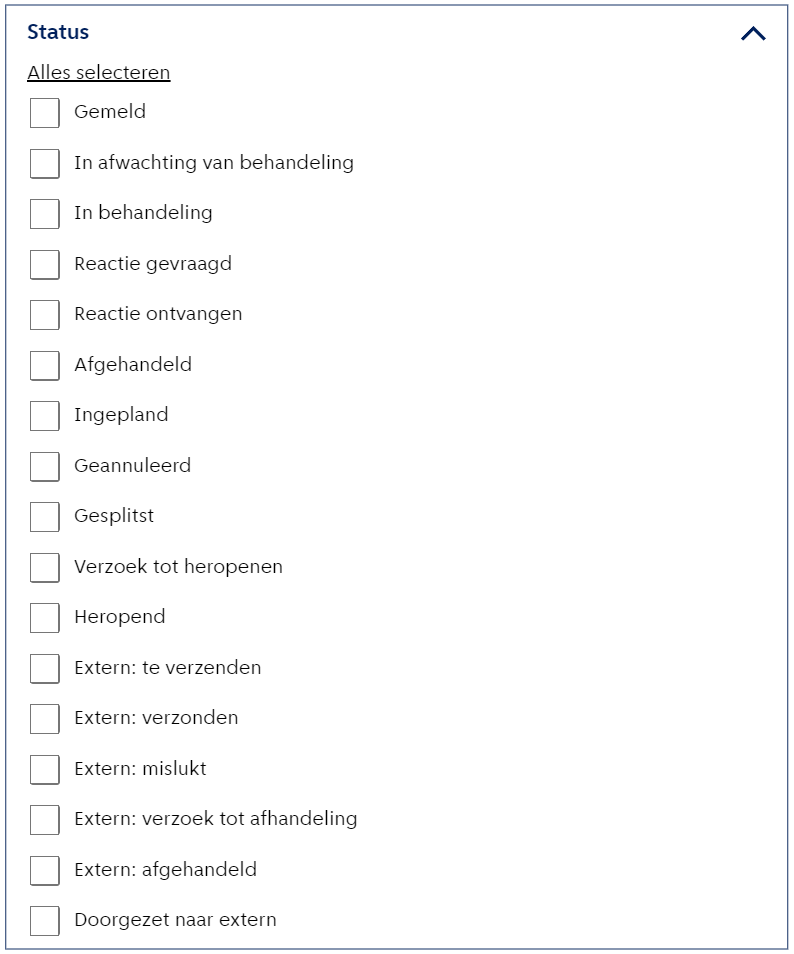 Status
Alles selecteren
Gemeld
In afwachting van behandeling
In behandeling
Reactie gevraagd
Reactie ontvangen
Afgehandeld
Ingepland
Geannuleerd
Gesplitst
Verzoek tot heropenen
Heropend
Extern: te verzenden
Extern: verzonden
Extern: mislukt
Extern: verzoek tot afhandeling
Extern: afgehandeld
Doorgezet naar extern